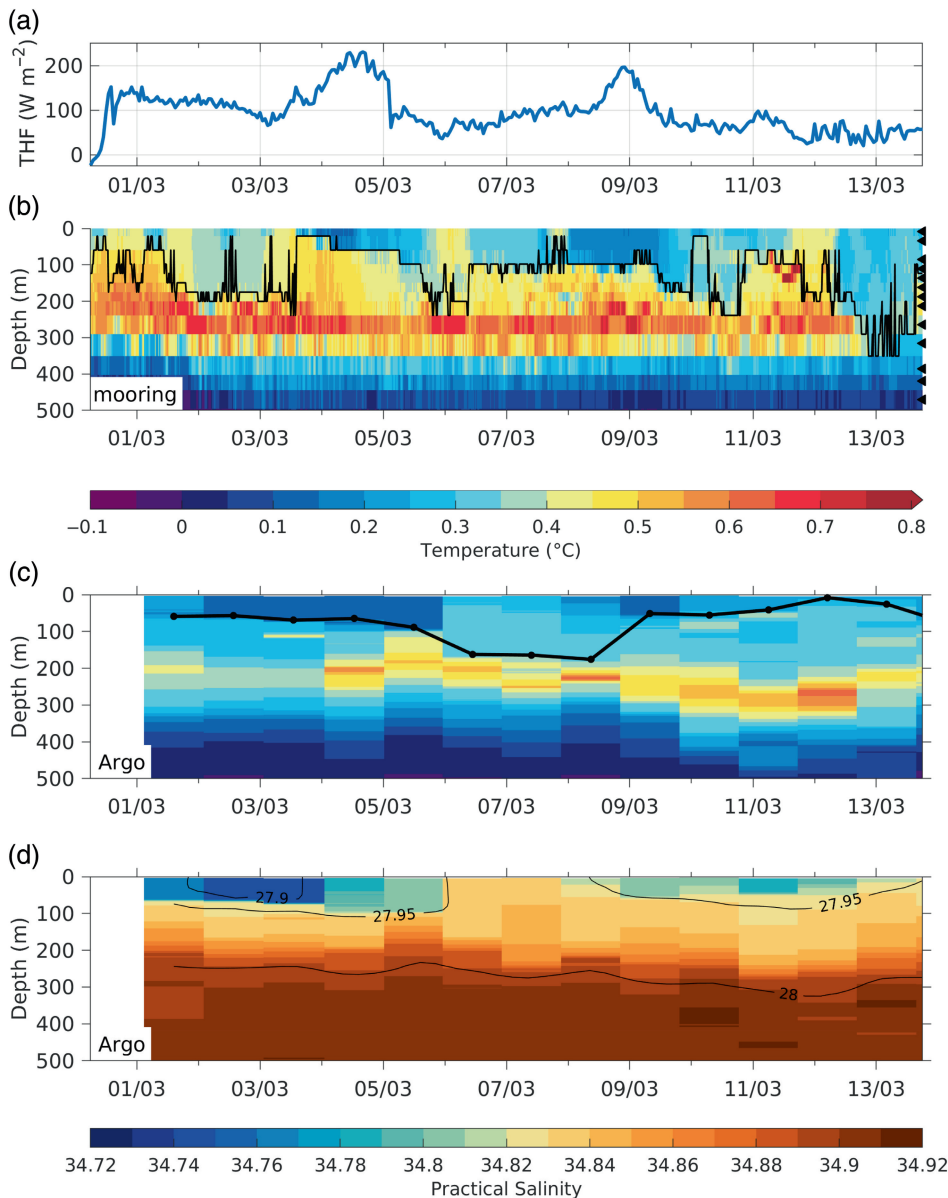 (a)
THF (W m⁻²)
200
100
0
01/03 03/03 05/03 07/03 09/03 11/03 13/03
(b)
Depth (m)
0
100
200
300
400
500
mooring
01/03 03/03 05/03 07/03 09/03 11/03 13/03
−0.1 0 0.1 0.2 0.3 0.4 0.5 0.6 0.7 0.8
Temperature (°C)
(c)
Depth (m)
0
100
200
300
400
500
Argo
01/03 03/03 05/03 07/03 09/03 11/03 13/03
(d)
Depth (m)
0
100
200
300
400
500
27.9
27.95
27.95
28
Argo
01/03 03/03 05/03 07/03 09/03 11/03 13/03
34.72 34.74 34.76 34.78 34.8 34.82 34.84 34.86 34.88 34.9 34.92
Practical Salinity